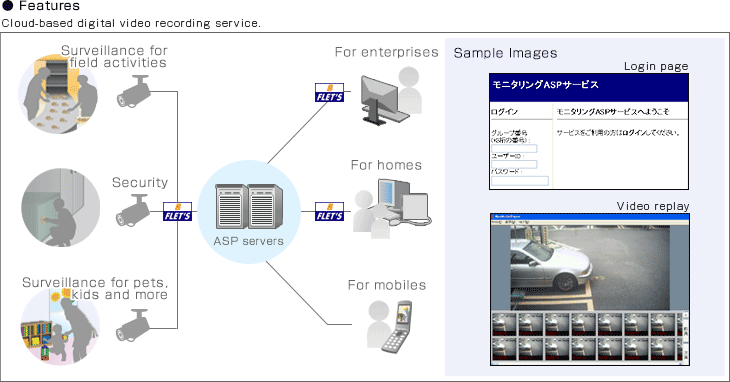 ● Features
Cloud-based digital video recording service.
Surveillance for
field activities
Security
Surveillance for pets,
kids and more
FLET'S
ASP servers
FLET'S
For enterprises
FLET'S
For homes
For mobiles
Sample Images
Login page
モニタリングASPサービス
ログイン
モニタリングASPサービスへようこそ
グループ番号
サービスをご利用の方はログインしてください。
ユーザーID：
パスワード：
Video replay